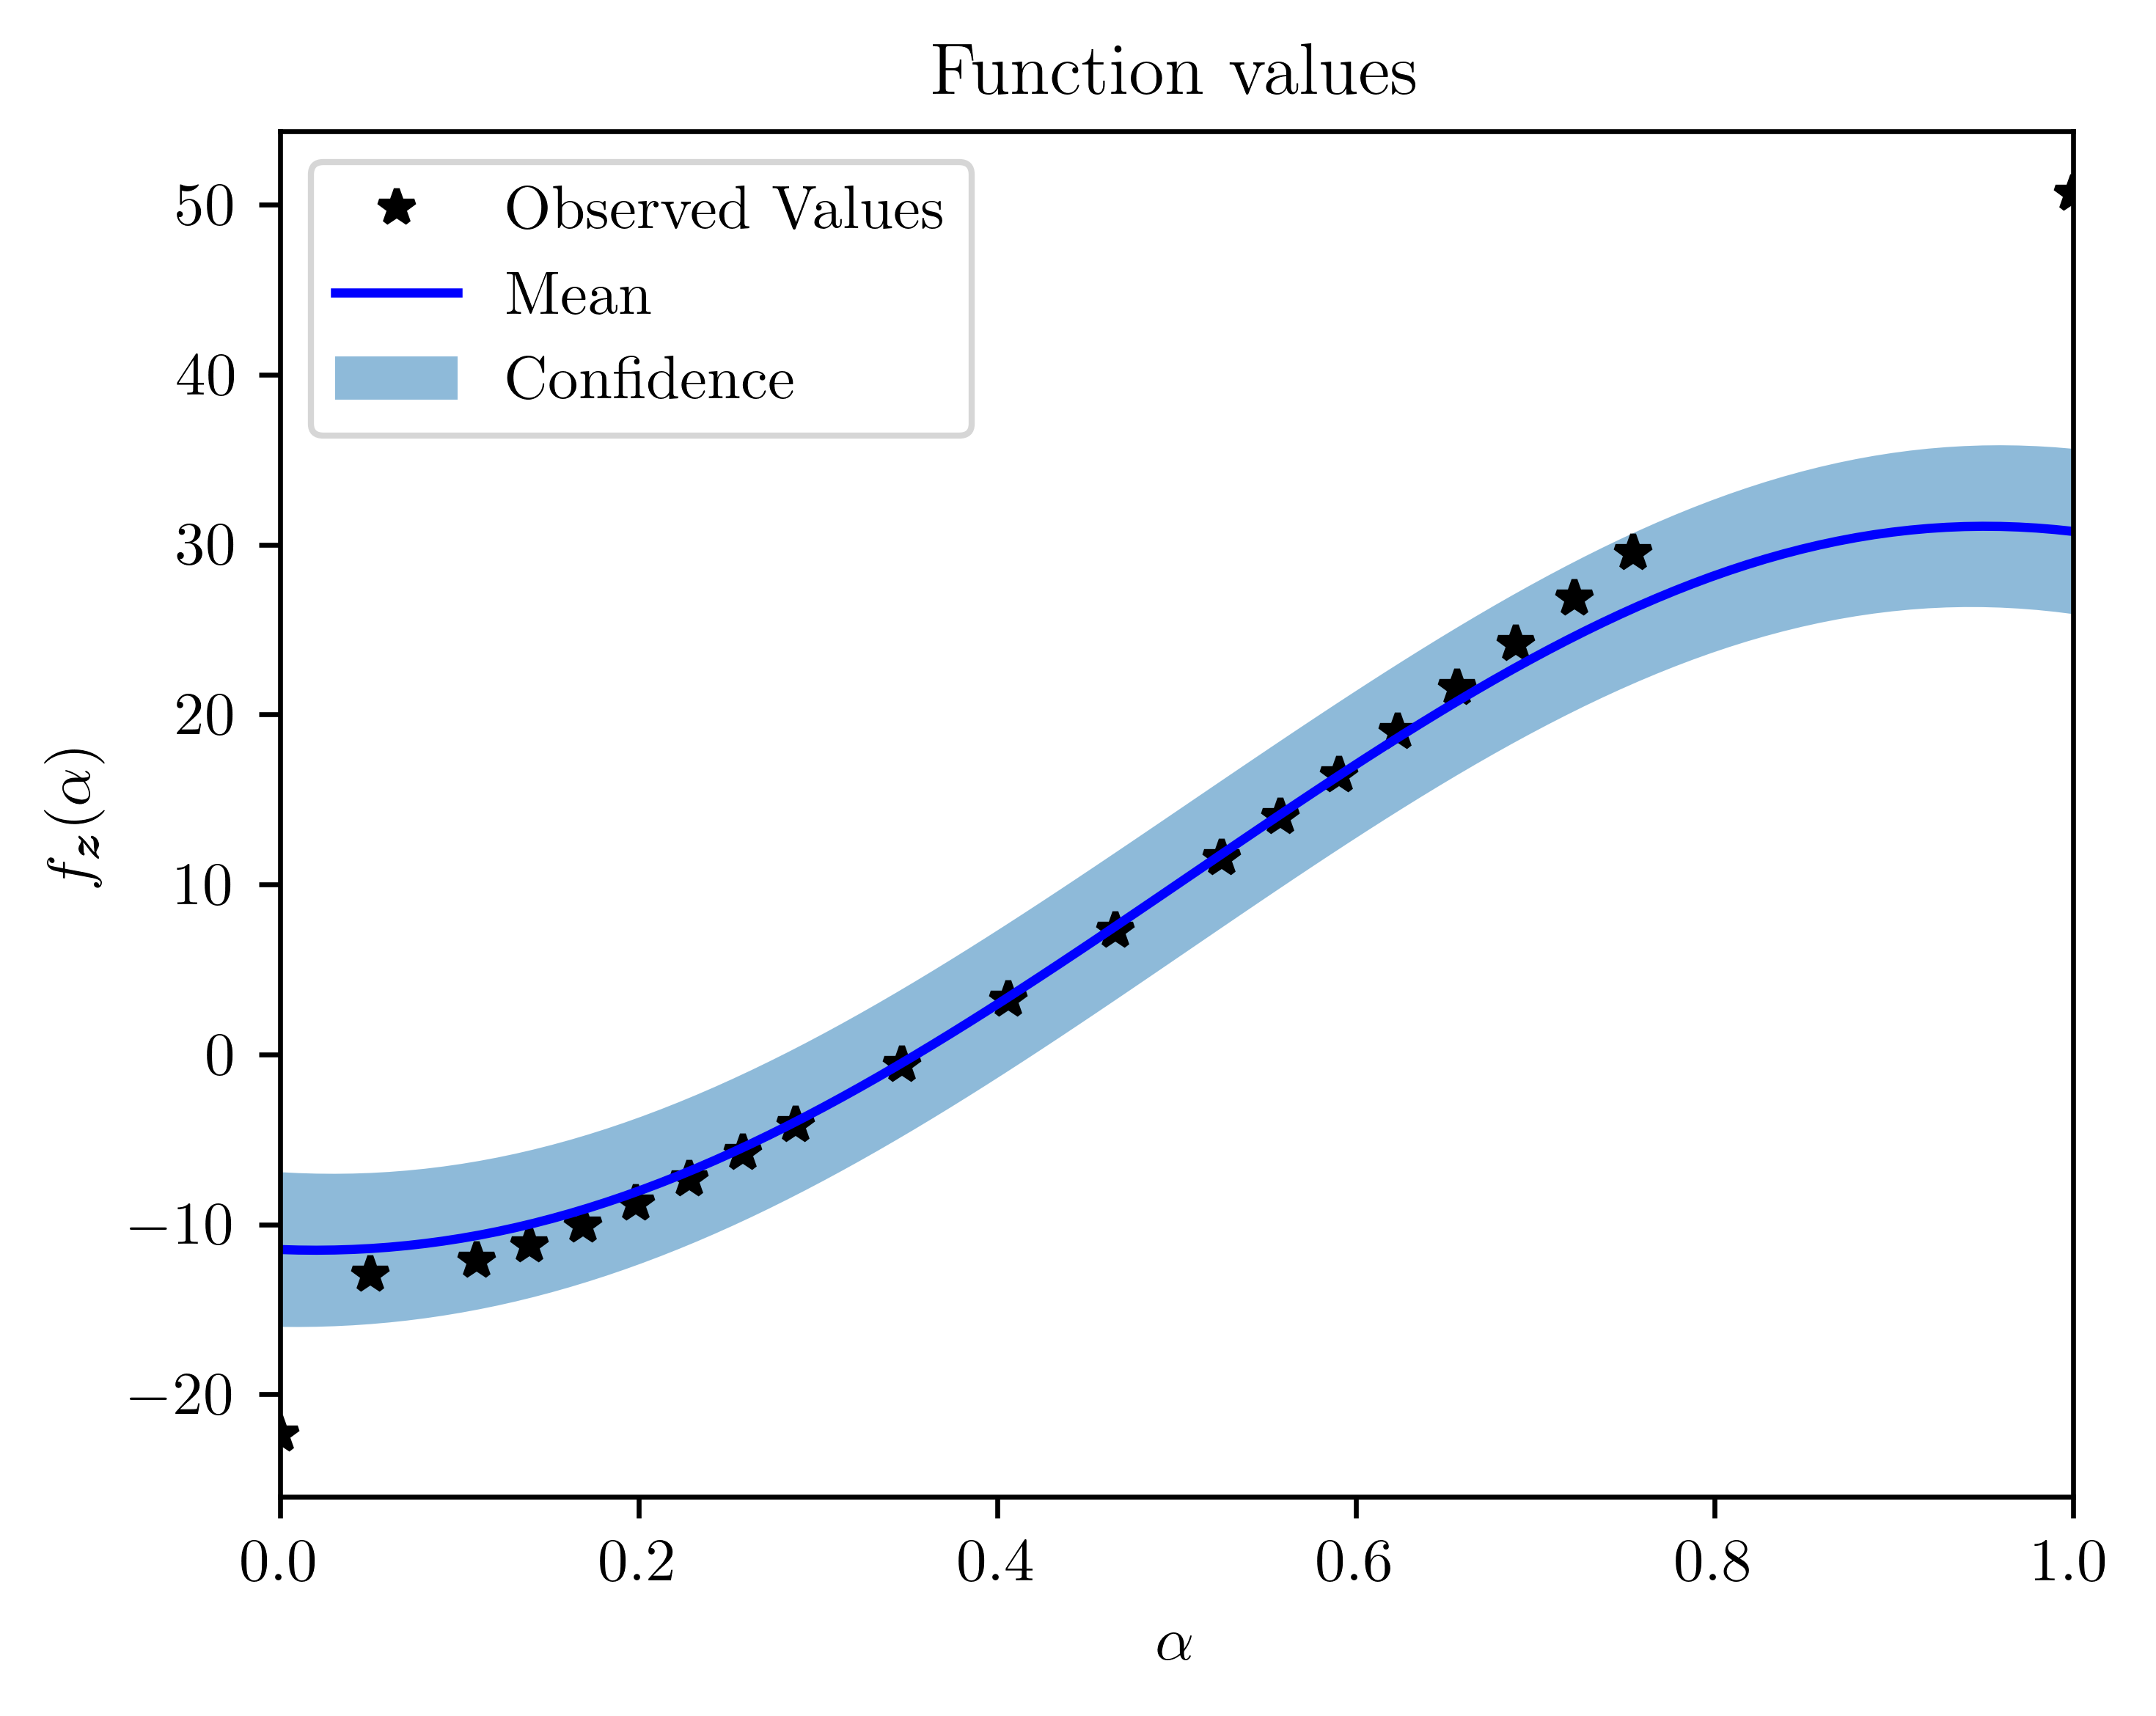 Function values
Observed Values
Mean
Confidence
50
40
30
20
10
0
−10
−20
f_z(α)
0.0 0.2 0.4 0.6 0.8 1.0
α